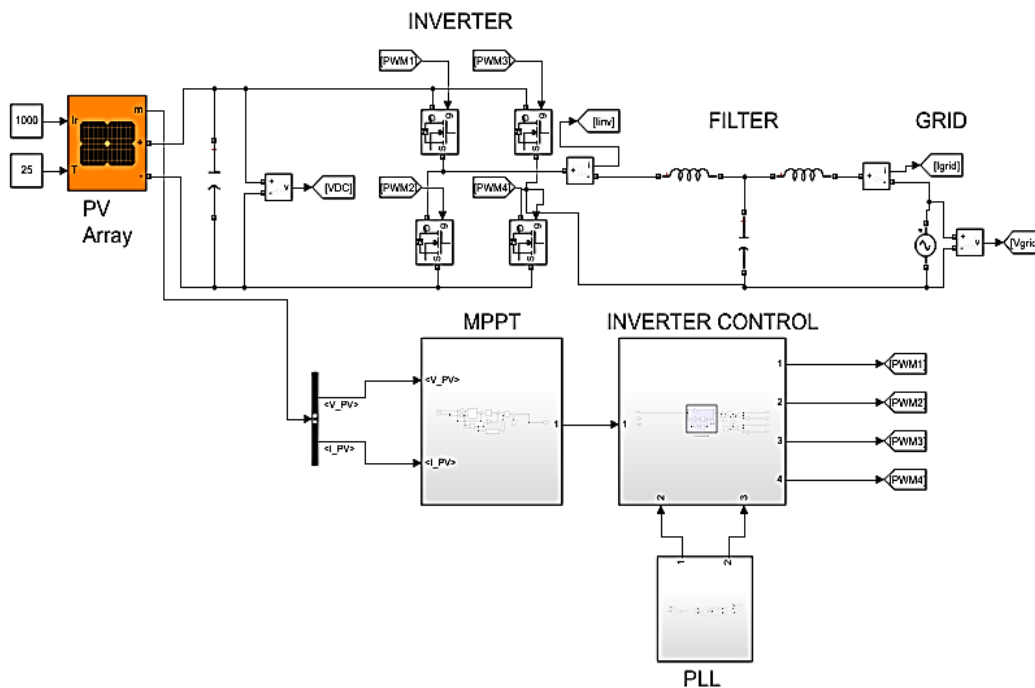 INVERTER
[PWM1]
[PWM3]
1000
Ir
m
g
g
[Iinv]
FILTER
GRID
S
S
i
i
[Igrid]
25
T
+
-
v
[VDC]
[PWM2]
[PWM4]
PV
Array
g
g
S
S
v
[Vgrid
MPPT
INVERTER CONTROL
<V_PV>
<V_PV>
<I_PV>
<I_PV>
1
1
1
2
3
4
[PWM1]
[PWM2]
[PWM3]
[PWM4]
2
3
1
2
PLL